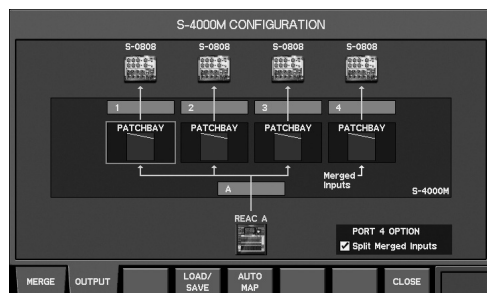 S-4000M CONFIGURATION
S-0808 S-0808 S-0808 S-0808
1 2 3 4
PATCHBAY PATCHBAY PATCHBAY PATCHBAY
Merged
Inputs
A
S-4000M
REAC A
PORT 4 OPTION
Split Merged Inputs
MERGE OUTPUT LOAD/
SAVE AUTO
MAP CLOSE